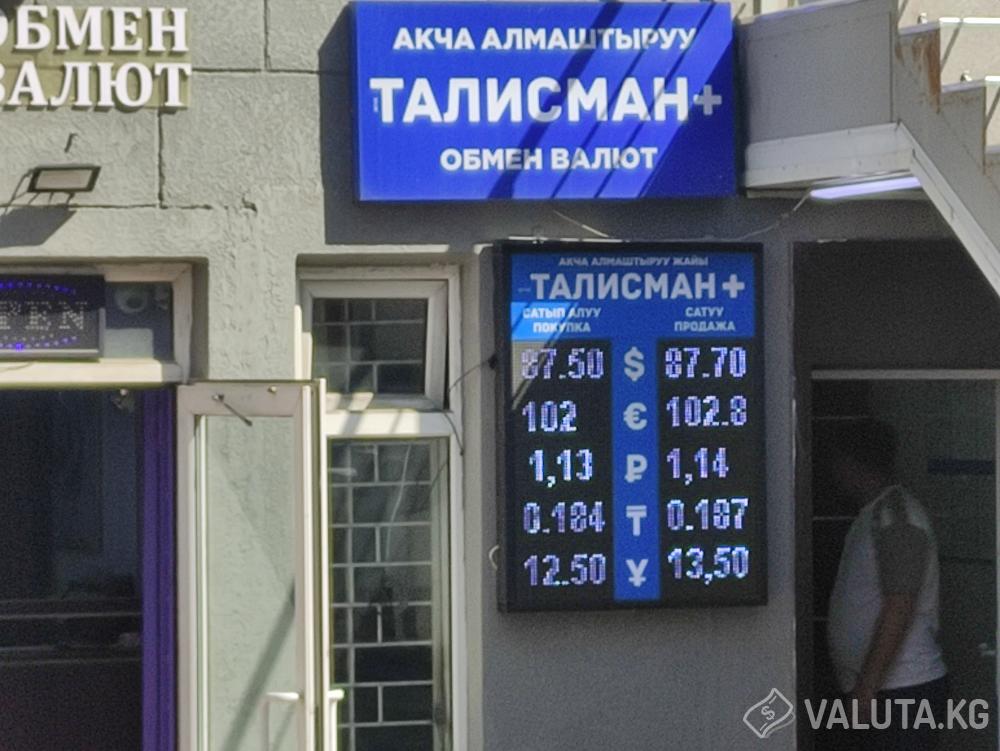 ОБМЕН
ВАЛЮТ
АКЧА АЛМАШТЫРУУ
ТАЛИСМАН+
ОБМЕН ВАЛЮТ
АКЧА АЛМАШТЫРУУ ЖАЙЫ
ТАЛИСМАН+
САТЫП АЛУУ САТУУ
ПОКУПКА ПРОДАЖА
87.50 $ 87.70
102 € 102.8
1,13 ₽ 1,14
0.184 ₸ 0.187
12.50 ¥ 13,50
VALUTA.KG